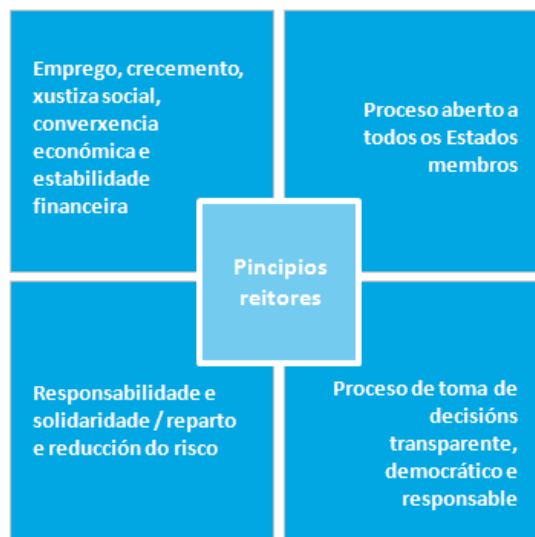 Emprego, crecemento,
xustiza social,
converxencia
económica e
estabilidade
financeira
Proceso aberto a
todos os Estados
membros
Pincipios
reitores
Responsabilidade e
solidaridade / reparto
e reducción do risco
Proceso de toma de
decisións
transparente,
democrático e
responsable